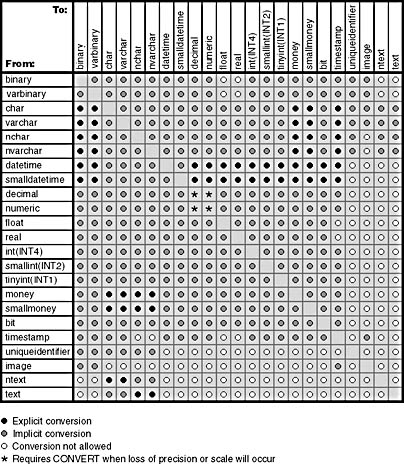 To:
From:
binary
varbinary
char
varchar
nchar
nvarchar
datetime
smalldatetime
decimal
numeric
float
real
int(INT4)
smallint(INT2)
tinyint(INT1)
money
smallmoney
bit
timestamp
uniqueidentifier
image
ntext
text
binary
varbinary
char
varchar
nchar
nvarchar
datetime
smalldatetime
decimal
numeric
float
real
int(INT4)
smallint(INT2)
tinyint(INT1)
money
smallmoney
bit
timestamp
uniqueidentifier
image
ntext
text
Explicit conversion
Implicit conversion
Conversion not allowed
Requires CONVERT when loss of precision or scale will occur